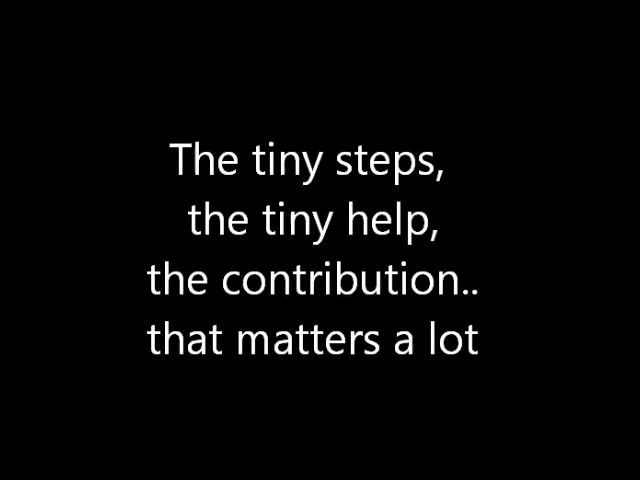 The tiny steps,
the tiny help,
the contribution..
that matters a lot